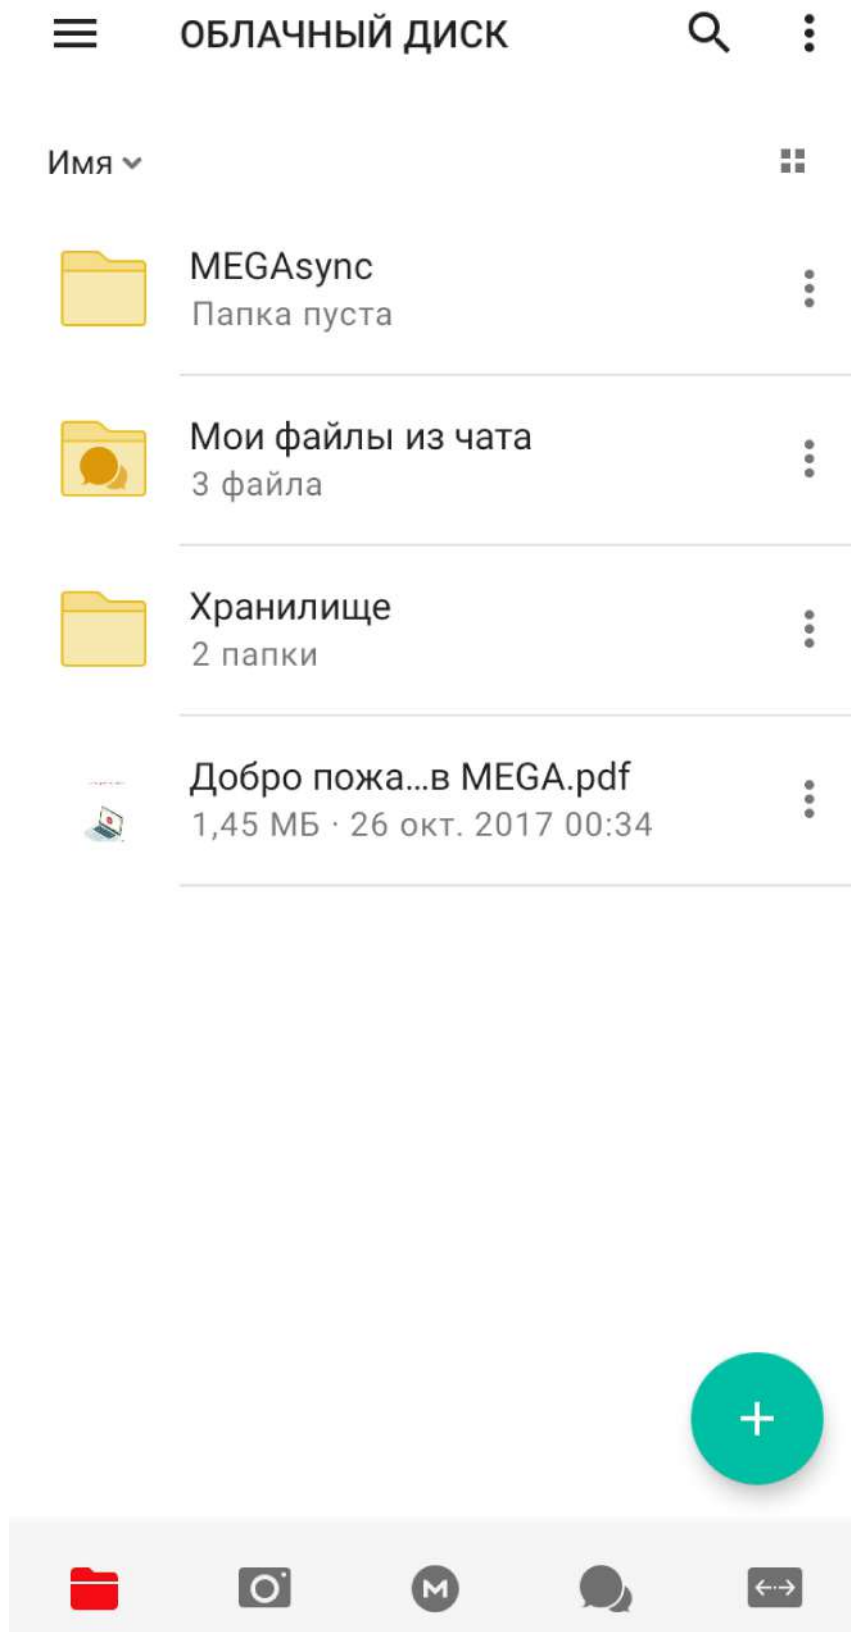 ОБЛАЧНЫЙ ДИСК
Имя
MEGAsync
Папка пуста
Мои файлы из чата
3 файла
Хранилище
2 папки
Добро пожа...в MEGA.pdf
1,45 МБ · 26 окт. 2017 00:34
M